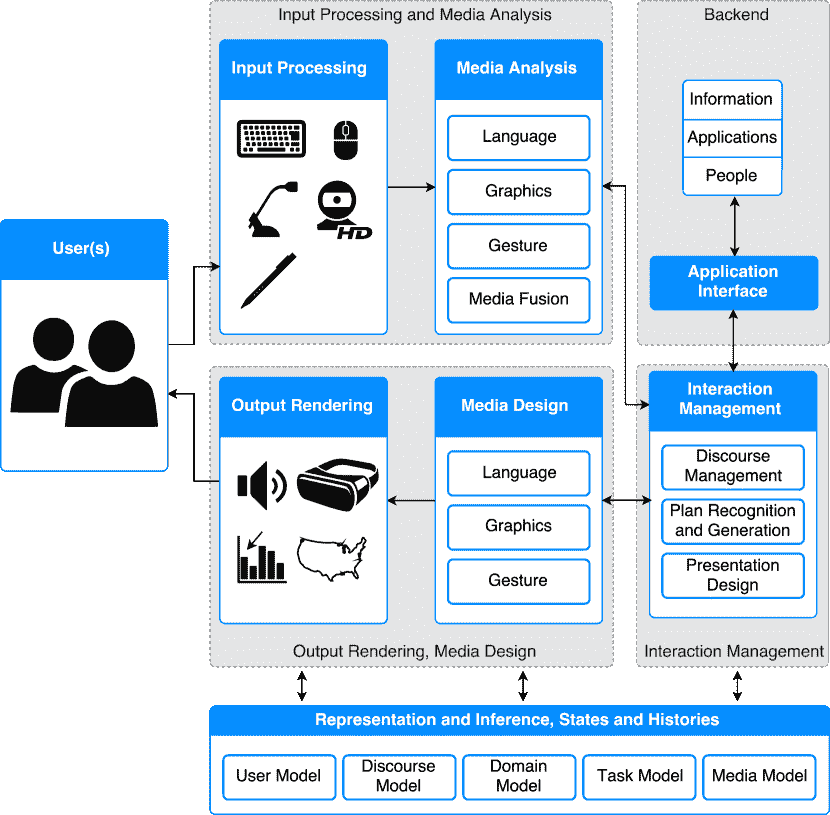 Input Processing and Media Analysis
Input Processing
Media Analysis
Language
Graphics
Gesture
Media Fusion
Backend
Information
Applications
People
Application
Interface
User(s)
HD
Output Rendering
Media Design
Language
Graphics
Gesture
Output Rendering, Media Design
Interaction
Management
Discourse
Management
Plan Recognition
and Generation
Presentation
Design
Interaction Management
Representation and Inference, States and Histories
User Model
Discourse
Model
Domain
Model
Task Model
Media Model